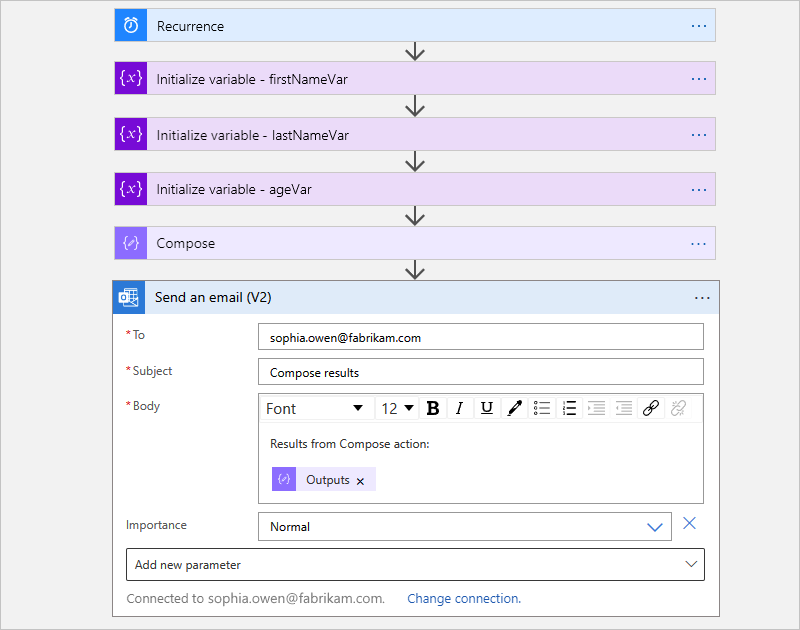 Recurrence ...
{x} Initialize variable - firstNameVar ...
{x} Initialize variable - lastNameVar ...
{x} Initialize variable - ageVar ...
Compose ...
Send an email (V2) ...
*To sophia.owen@fabrikam.com
*Subject Compose results
*Body Font 12 B I U
Results from Compose action:
Outputs ×
Importance Normal
Add new parameter
Connected to sophia.owen@fabrikam.com. Change connection.